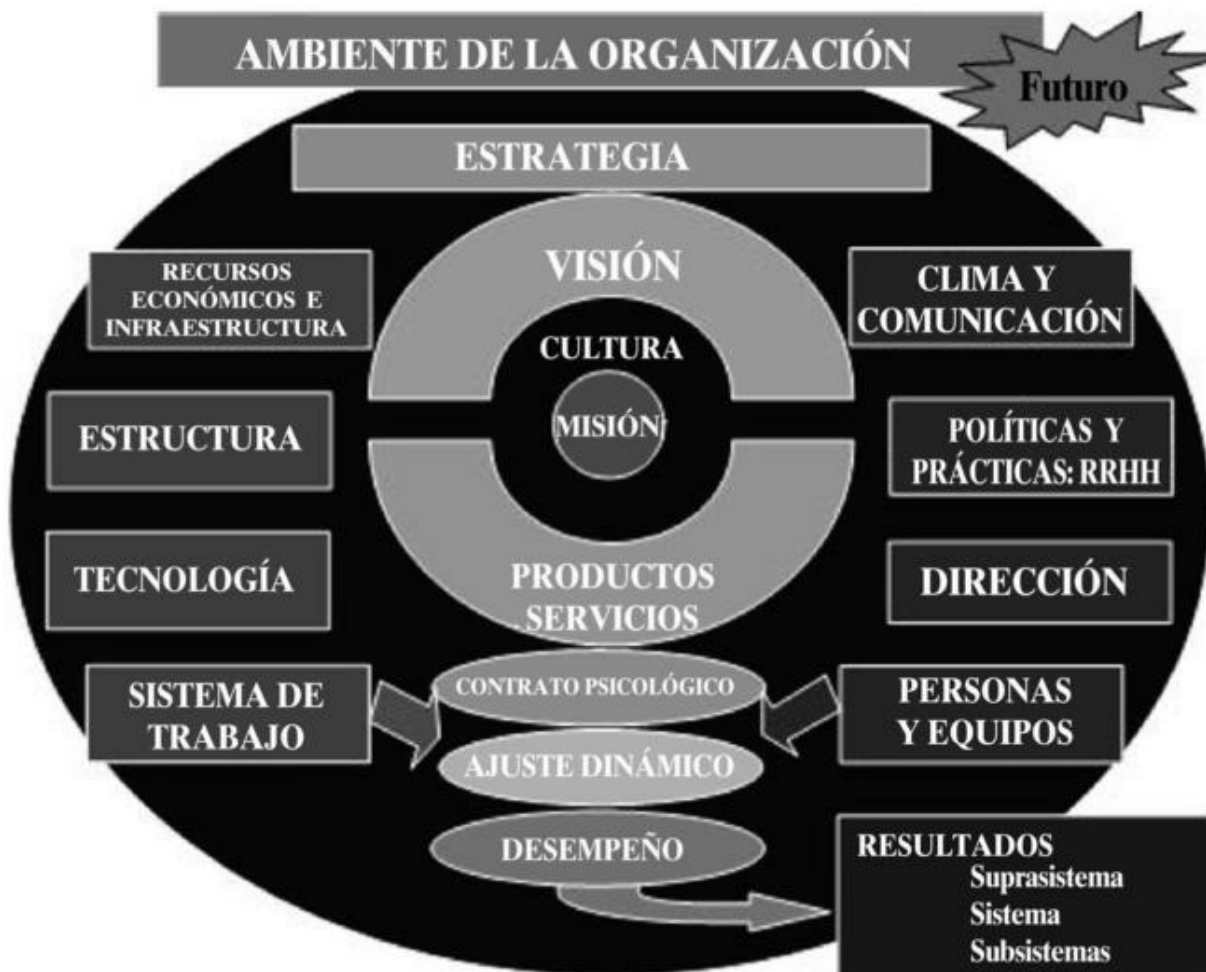 AMBIENTE DE LA ORGANIZACIÓN
Futuro
ESTRATEGIA
VISIÓN
RECURSOS
ECONÓMICOS E
INFRAESTRUCTURA
CLIMA Y
COMUNICACIÓN
CULTURA
MISIÓN
ESTRUCTURA
POLÍTICAS Y
PRÁCTICAS: RRHH
TECNOLOGÍA
PRODUCTOS
. SERVICIOS
DIRECCIÓN
SISTEMA DE
TRABAJO
CONTRATO PSICOLÓGICO
PERSONAS
Y EQUIPOS
AJUSTE DINÁMICO
DESEMPEÑO
RESULTADOS
Suprasistema
Sistema
Subsistemas